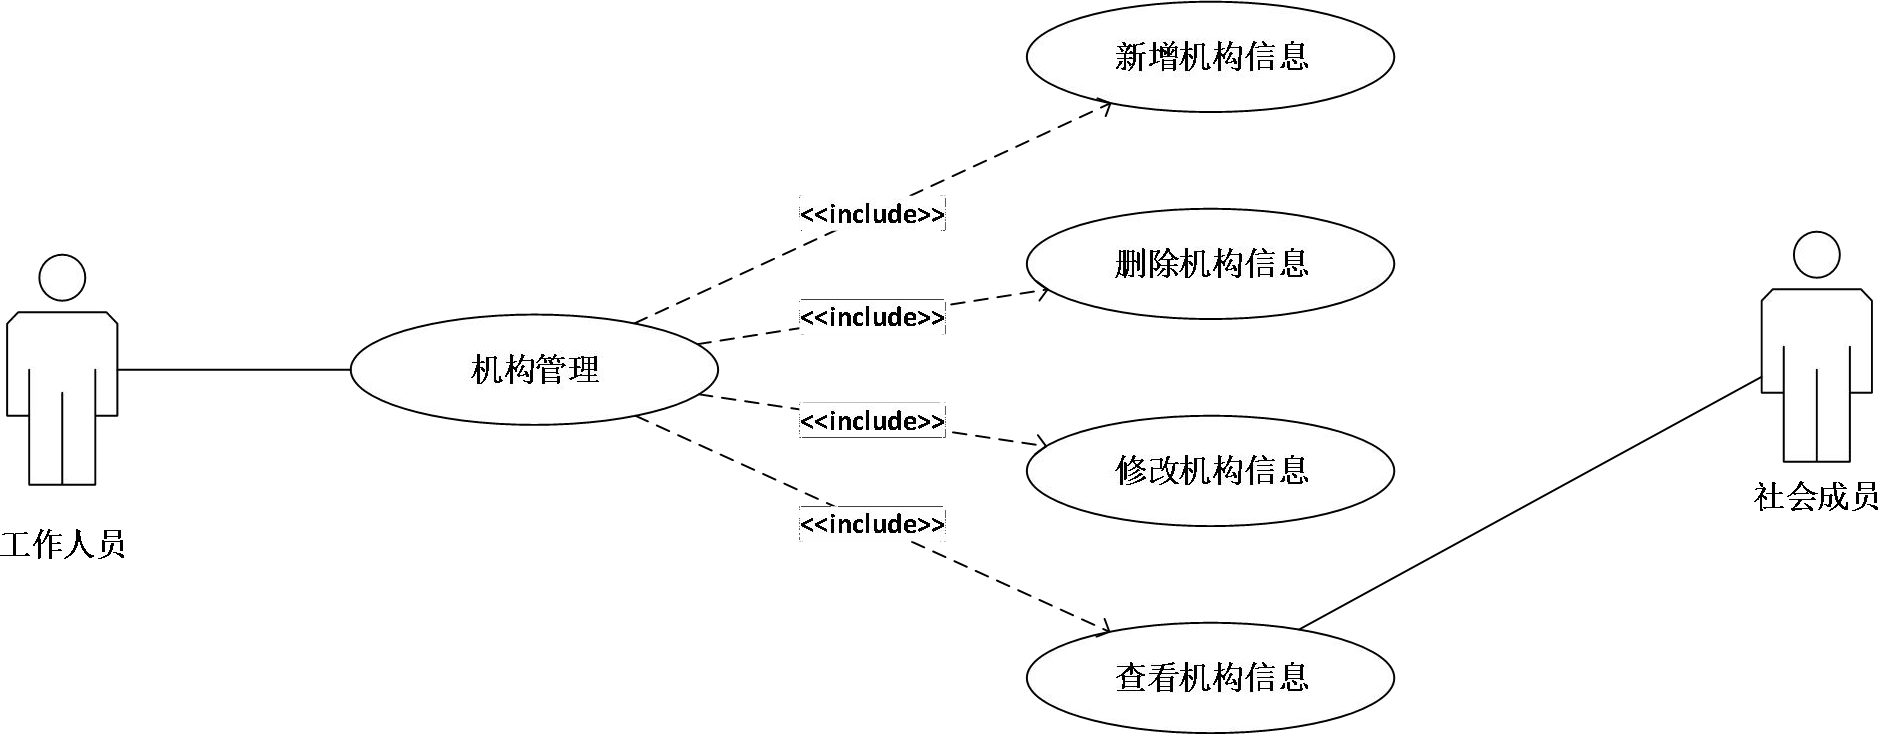 新增机构信息
<<include>>
删除机构信息
<<include>>
机构管理
<<include>>
修改机构信息
社会成员
<<include>>
工作人员
查看机构信息